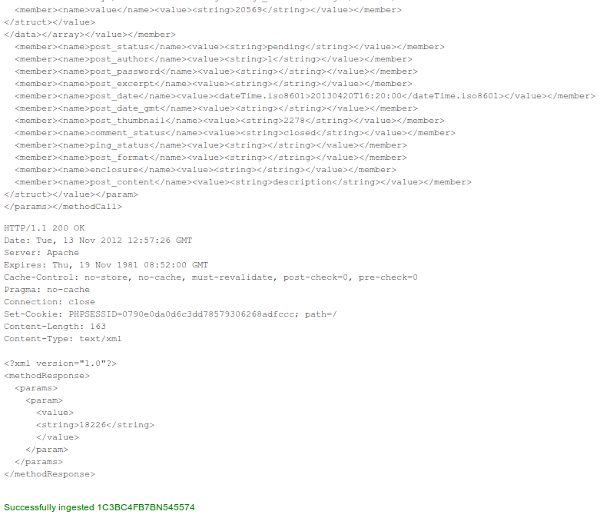 <member><name>value</name><value><string>20569</string></value></member>
</struct></value>
</data></array></value></member>
<member><name>post_status</name><value><string>pending</string></value></member>
<member><name>post_author</name><value><string>1</string></value></member>
<member><name>post_password</name><value><string></string></value></member>
<member><name>post_excerpt</name><value><string></string></value></member>
<member><name>post_date</name><value><dateTime.iso8601>20130420T16:20:00</dateTime.iso8601></value></member>
<member><name>post_date_gmt</name><value><string></string></value></member>
<member><name>post_thumbnail</name><value><string>2278</string></value></member>
<member><name>comment_status</name><value><string>closed</string></value></member>
<member><name>ping_status</name><value><string></string></value></member>
<member><name>post_format</name><value><string></string></value></member>
<member><name>enclosure</name><value><string></string></value></member>
<member><name>post_content</name><value><string>description</string></value></member>
</struct></value></param>
</params></methodCall>
HTTP/1.1 200 OK
Date: Tue, 13 Nov 2012 12:57:26 GMT
Server: Apache
Expires: Thu, 19 Nov 1981 08:52:00 GMT
Cache-Control: no-store, no-cache, must-revalidate, post-check=0, pre-check=0
Pragma: no-cache
Connection: close
Set-Cookie: PHPSESSID=0790e0da0d6c3dd78579306268adfccc; path=/
Content-Length: 163
Content-Type: text/xml
<?xml version="1.0"?>
<methodResponse>
<params>
<param>
<value>
<string>18226</string>
</value>
</param>
</params>
</methodResponse>
Successfully ingested 1C3BC4FB7BN545574